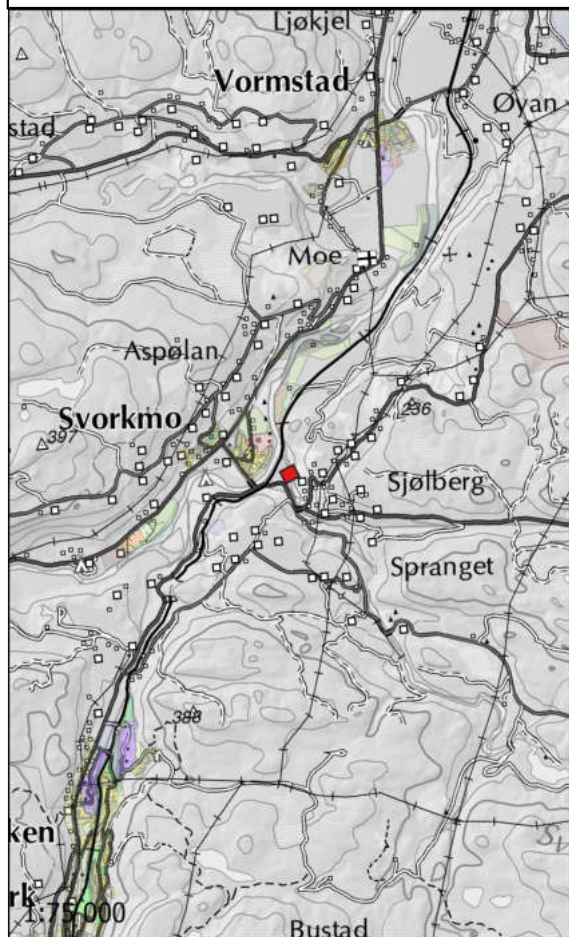 Ljøkjel
Vormstad
Øyan
stad
Moe
Aspølan
Svorkmo
397
236
Sjølberg
Spranget
388
ken
rk
1:75 000
Bustad